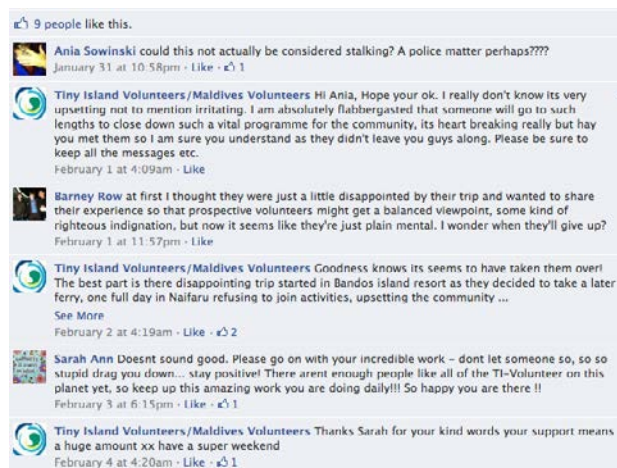 9 people like this.
Ania Sowinski could this not actually be considered stalking? A police matter perhaps????
January 31 at 10:58pm · Like · 1
Tiny Island Volunteers/Maldives Volunteers Hi Ania, Hope your ok. I really don't know its very
upsetting not to mention irritating. I am absolutely flabbergasted that someone will go to such
lengths to close down such a vital programme for the community, its heart breaking really but hay
you met them so I am sure you understand as they didn't leave you guys along. Please be sure to
keep all the messages etc.
February 1 at 4:09am · Like
Barney Row at first I thought they were just a little disappointed by their trip and wanted to share
their experience so that prospective volunteers might get a balanced viewpoint, some kind of
righteous indignation, but now it seems like they're just plain mental. I wonder when they'll give up?
February 1 at 11:57pm · Like
Tiny Island Volunteers/Maldives Volunteers Goodness knows its seems to have taken them over!
The best part is there disappointing trip started in Bandos island resort as they decided to take a later
ferry, one full day in Naifaru refusing to join activities, upsetting the community ...
See More
February 2 at 4:19am · Like · 2
Sarah Ann Doesnt sound good. Please go on with your incredible work - dont let someone so, so so
stupid drag you down... stay positive! There arent enough people like all of the TI-Volunteer on this
planet yet, so keep up this amazing work you are doing daily!!! So happy you are there !!
February 3 at 6:15pm · Like · 1
Tiny Island Volunteers/Maldives Volunteers Thanks Sarah for your kind words your support means
a huge amount xx have a super weekend
February 4 at 4:20am · Like · 1